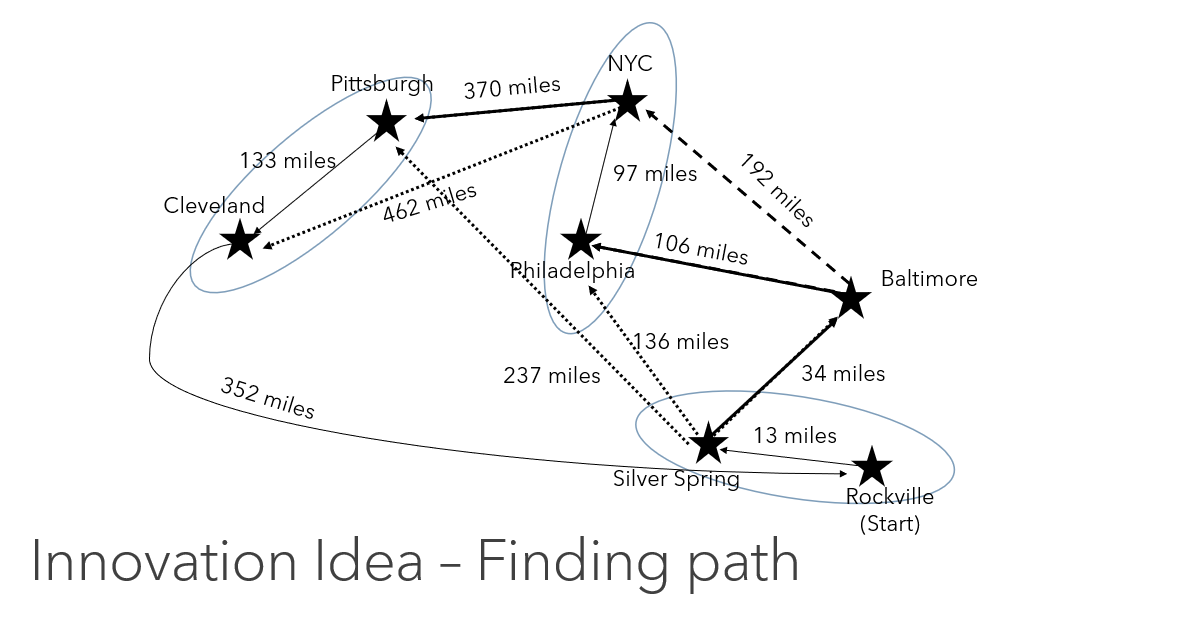 NYC
Pittsburgh
370 miles
133 miles
192 miles
97 miles
Cleveland
462 miles
106 miles
Philadelphia
Baltimore
136 miles
237 miles
34 miles
352 miles
13 miles
Silver Spring
Rockville
(Start)
Innovation Idea – Finding path